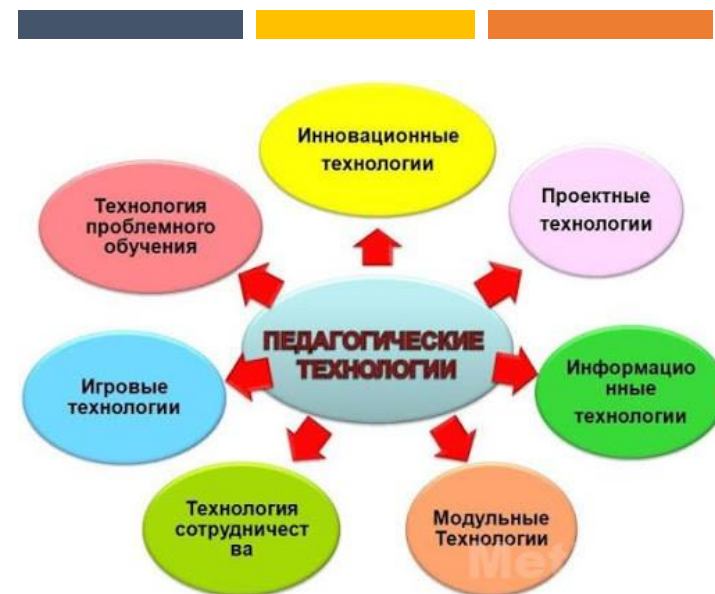 Инновационные
технологии
Проектные
технологии
Технология
проблемного
обучения
ПЕДАГОГИЧЕСКИЕ
ТЕХНОЛОГИИ
Информацио
нные
технологии
Игровые
технологии
Технология
сотрудничест
ва
Модульные
Технологии
Met